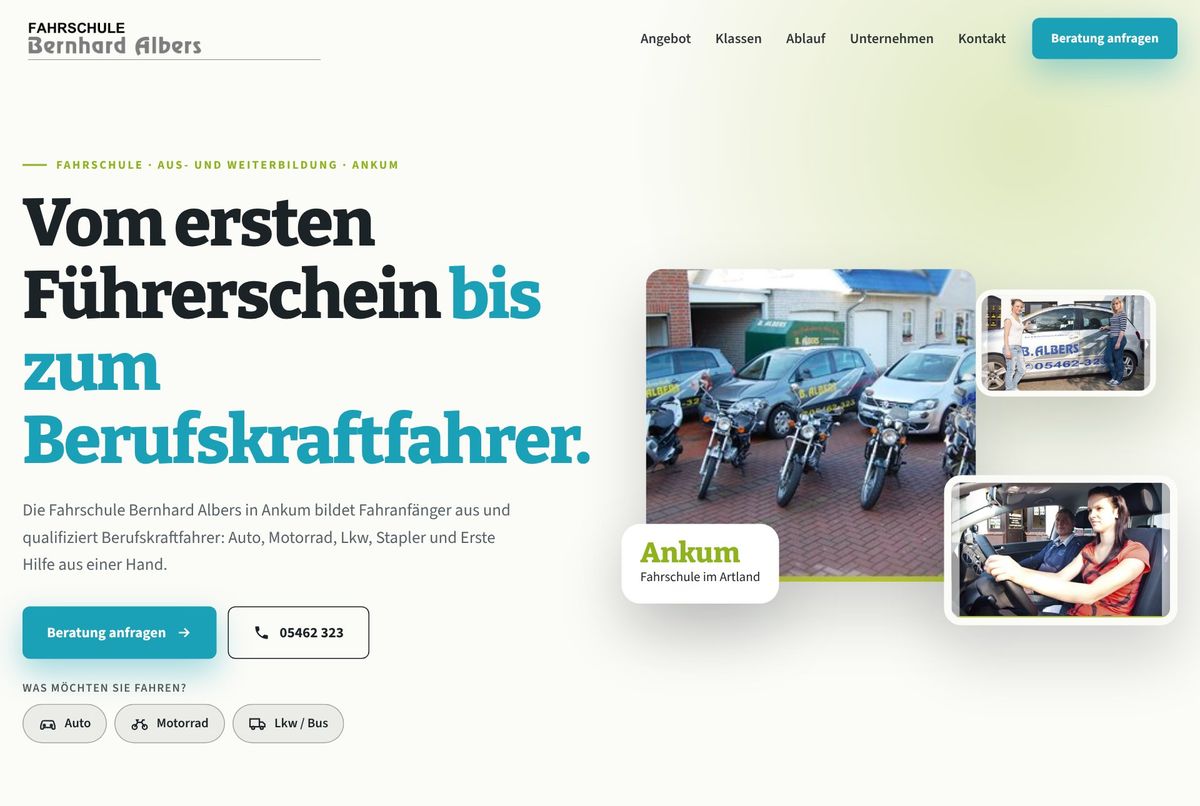 FAHRSCHULE
Bernhard Albers
Angebot
Klassen
Ablauf
Unternehmen
Kontakt
Beratung anfragen
FAHRSCHULE · AUS- UND WEITERBILDUNG · ANKUM
Vom ersten
Führerschein bis
zum
Berufskraftfahrer.
Die Fahrschule Bernhard Albers in Ankum bildet Fahranfänger aus und
qualifiziert Berufskraftfahrer: Auto, Motorrad, Lkw, Stapler und Erste
Hilfe aus einer Hand.
Beratung anfragen
05462 323
WAS MÖCHTEN SIE FAHREN?
Auto
Motorrad
Lkw / Bus
B. ALBERS
B. ALBERS
05462-323
B. ALBERS
05462-323
Ankum
Fahrschule im Artland